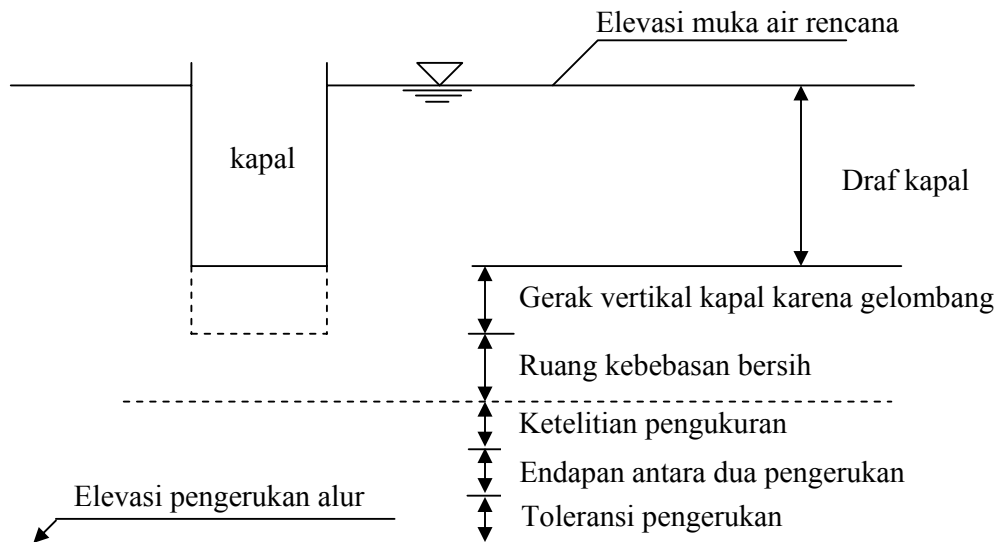 Elevasi muka air rencana
kapal
Draf kapal
Gerak vertikal kapal karena gelombang
Ruang kebebasan bersih
Ketelitian pengukuran
Endapan antara dua pengerukan
Elevasi pengerukan alur
Toleransi pengerukan